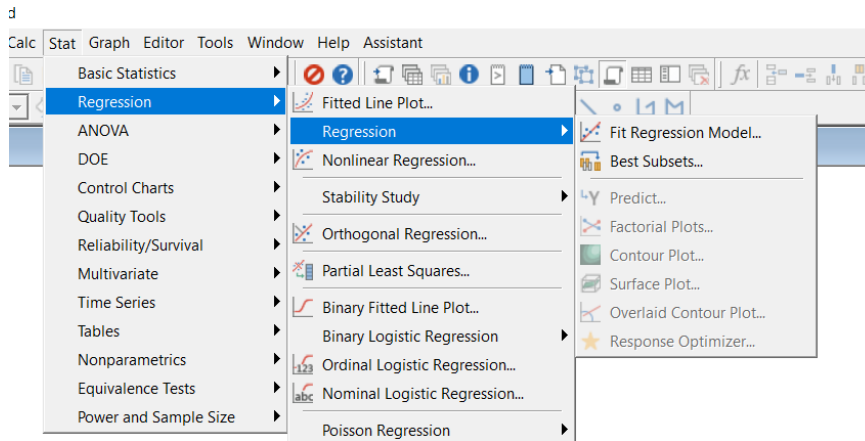 d
Calc Stat Graph Editor Tools Window Help Assistant
fx
Basic Statistics
Regression
ANOVA
DOE
Control Charts
Quality Tools
Reliability/Survival
Multivariate
Time Series
Tables
Nonparametrics
Equivalence Tests
Power and Sample Size
Fitted Line Plot...
Regression
Nonlinear Regression...
Stability Study
Orthogonal Regression...
Partial Least Squares...
Binary Fitted Line Plot...
Binary Logistic Regression
Ordinal Logistic Regression...
Nominal Logistic Regression...
Poisson Regression
Fit Regression Model...
Best Subsets...
Predict...
Factorial Plots...
Contour Plot...
Surface Plot...
Overlaid Contour Plot...
Response Optimizer...